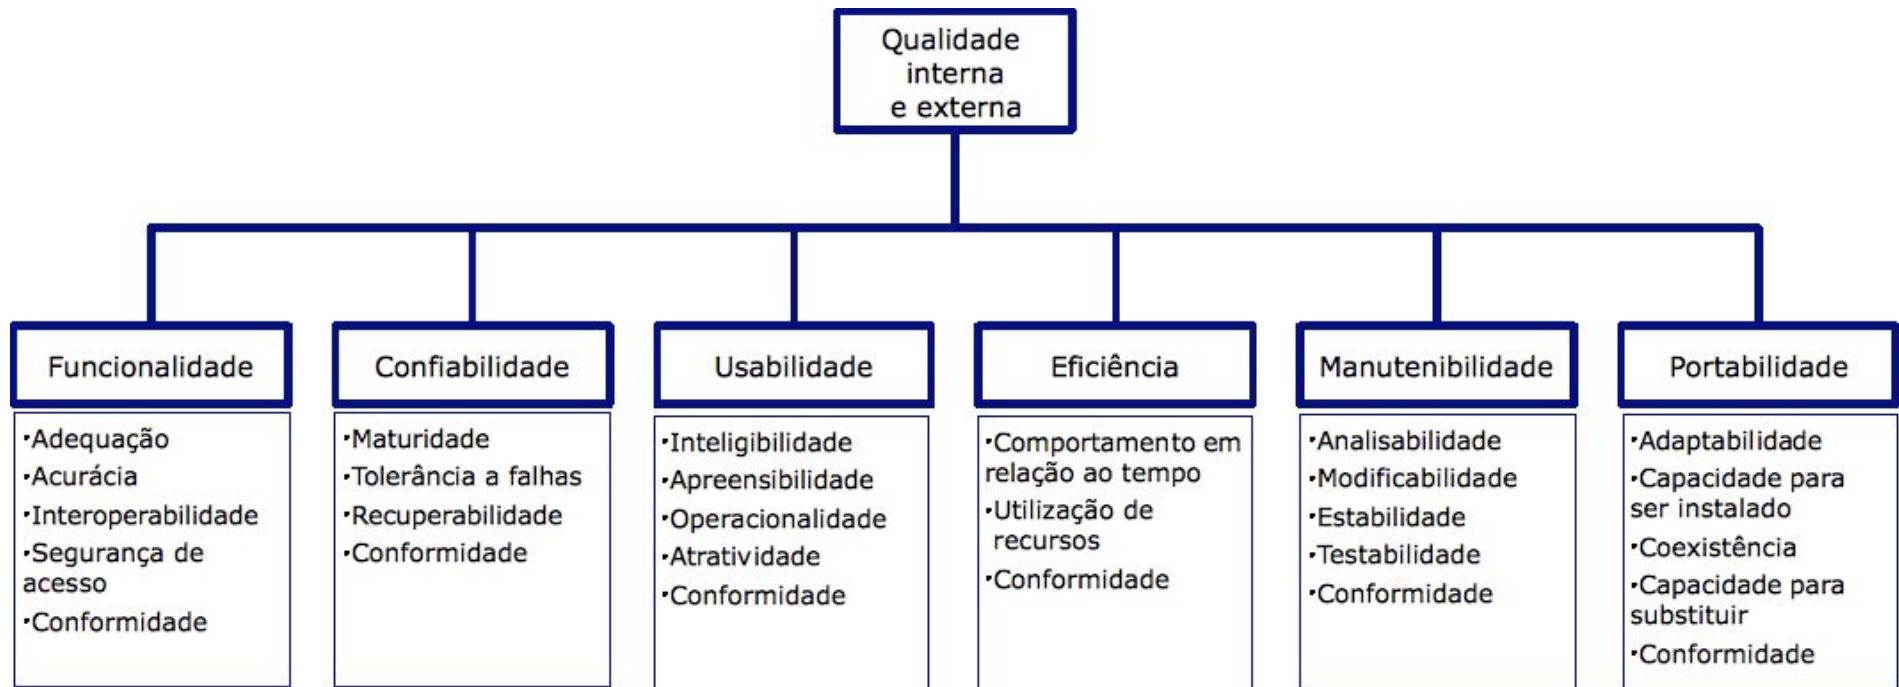 Qualidade
interna
e externa
Funcionalidade
·Adequação
·Acurácia
·Interoperabilidade
·Segurança de
acesso
·Conformidade
Confiabilidade
·Maturidade
·Tolerância a falhas
·Recuperabilidade
·Conformidade
Usabilidade
·Inteligibilidade
·Apreensibilidade
·Operacionalidade
·Atratividade
·Conformidade
Eficiência
·Comportamento em
relação ao tempo
·Utilização de
recursos
·Conformidade
Manutenibilidade
·Analisabilidade
·Modificabilidade
·Estabilidade
·Testabilidade
·Conformidade
Portabilidade
·Adaptabilidade
·Capacidade para
ser instalado
·Coexistência
·Capacidade para
substituir
·Conformidade